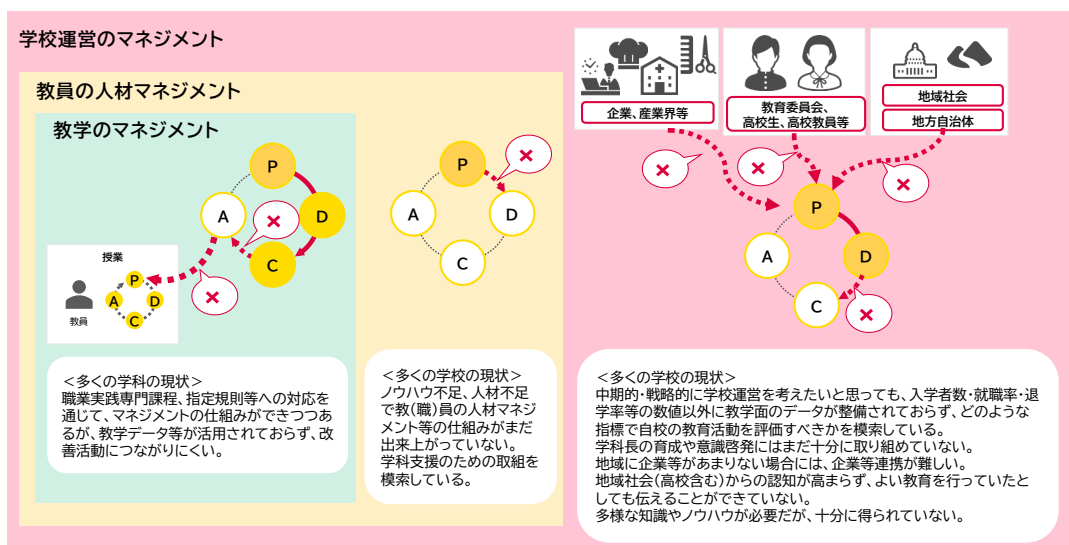 学校運営のマネジメント
教員の人材マネジメント
教学のマネジメント
P
D
C
A
×
×
授業
教員
P
D
C
A
<多くの学科の現状>
職業実践専門課程、指定規則等への対応を
通じて、マネジメントの仕組みができつつあ
るが、教学データ等が活用されておらず、改
善活動につながりにくい。
P
D
C
A
×
<多くの学校の現状>
ノウハウ不足、人材不足
で教(職)員の人材マネジ
メント等の仕組みがまだ
出来上がっていない。
学科支援のための取組を
模索している。
企業、産業界等
教育委員会、
高校生、高校教員等
地域社会
地方自治体
×
×
×
P
D
C
A
×
<多くの学校の現状>
中期的・戦略的に学校運営を考えたいと思っても、入学者数・就職率・退
学率等の数値以外に教学面のデータが整備されておらず、どのような
指標で自校の教育活動を評価すべきかを模索している。
学科長の育成や意識啓発にはまだ十分に取り組めていない。
地域に企業等があまりない場合には、企業等連携が難しい。
地域社会(高校含む)からの認知が高まらず、よい教育を行っていたと
しても伝えることができていない。
多様な知識やノウハウが必要だが、十分に得られていない。